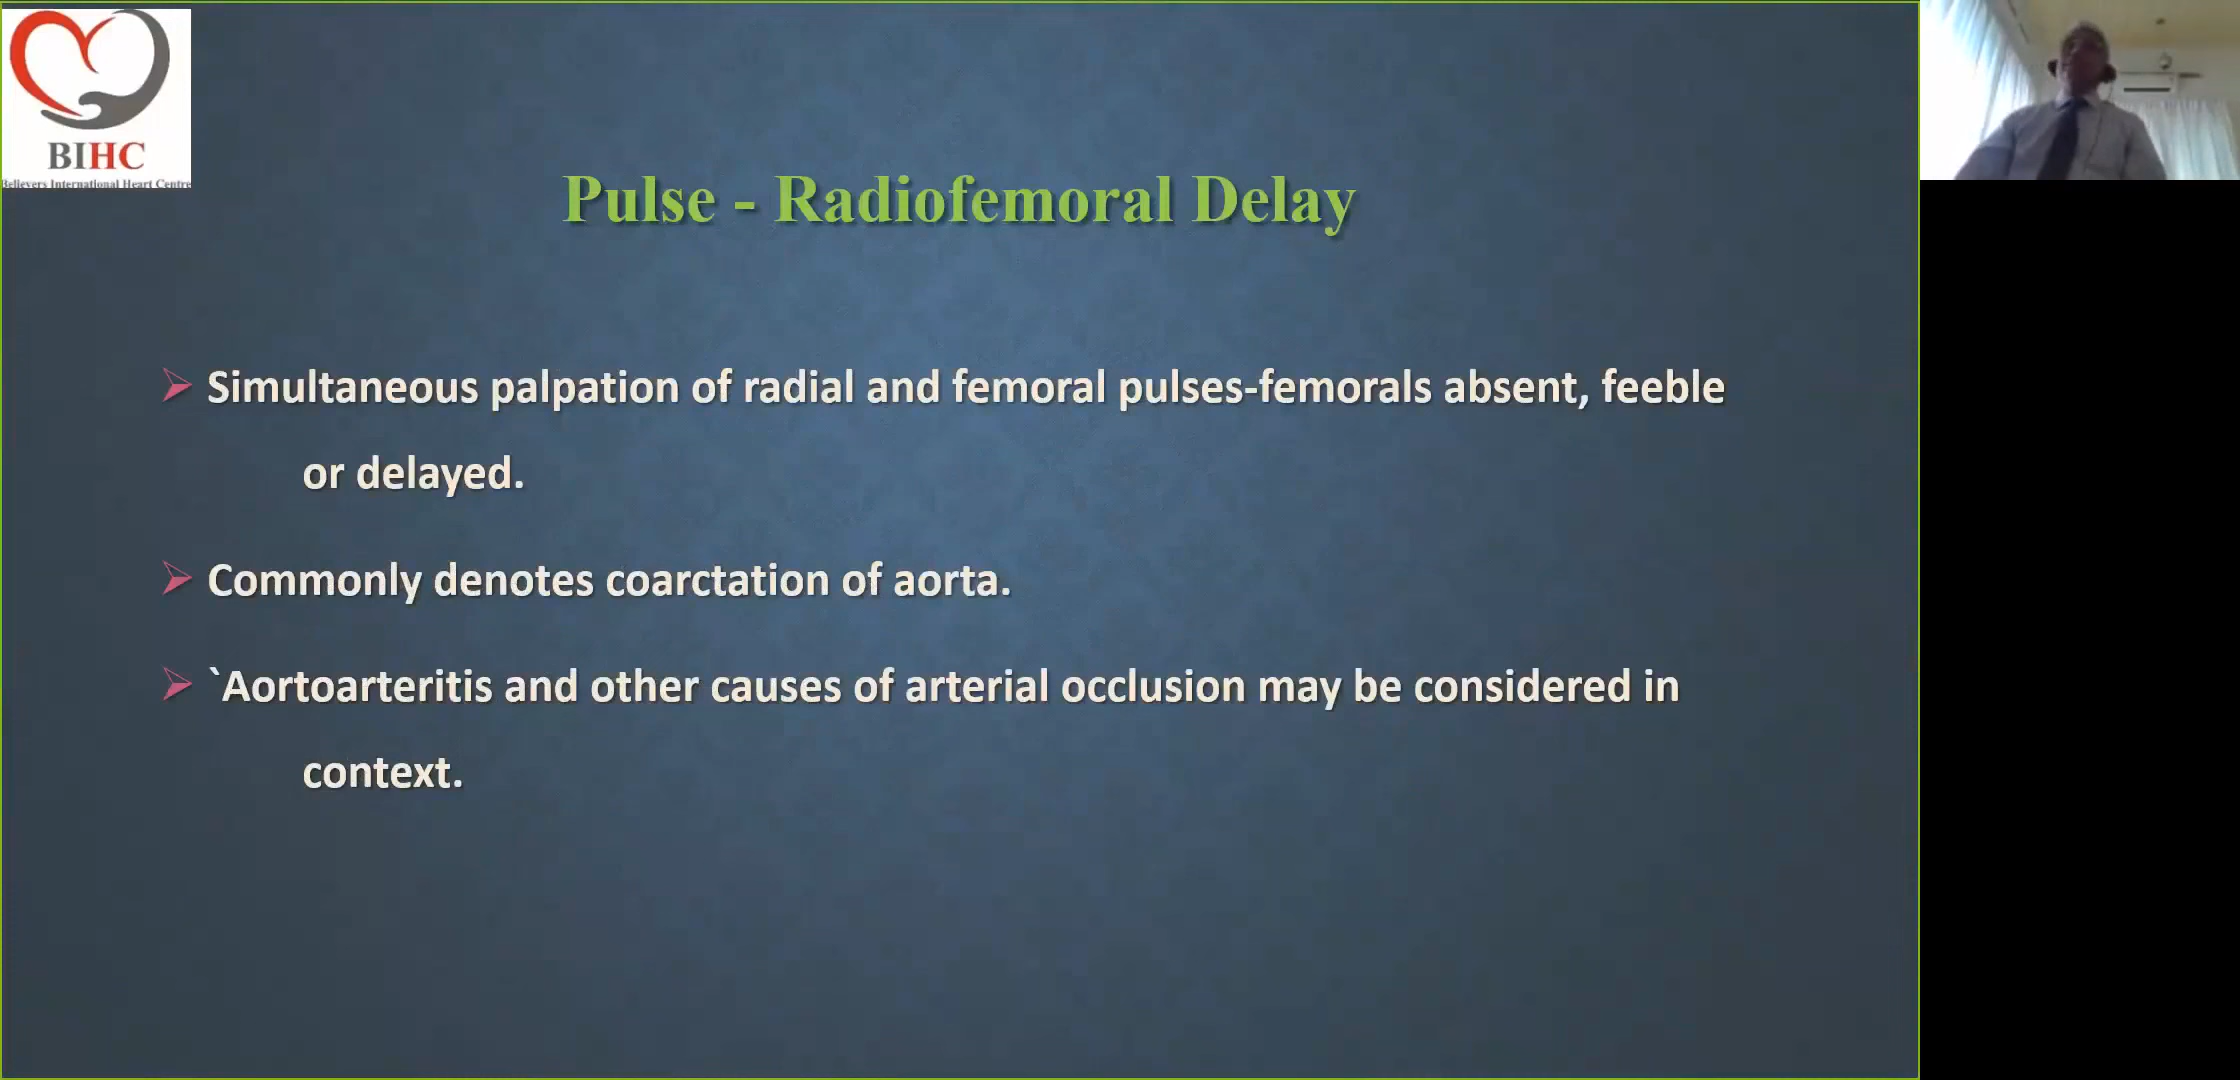 BIHC
Believers International Heart Centre
Pulse - Radiofemoral Delay
Simultaneous palpation of radial and femoral pulses-femorals absent, feeble
or delayed.
Commonly denotes coarctation of aorta.
`Aortoarteritis and other causes of arterial occlusion may be considered in
context.